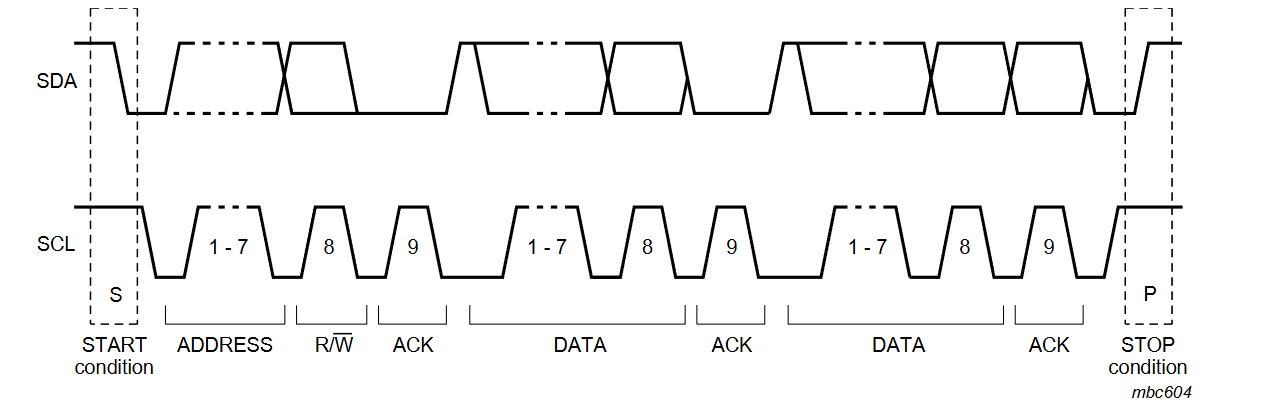 SDA
SCL
1 - 7
8
9
1 - 7
8
9
1 - 7
8
9
S
P
START
condition
ADDRESS
R/W̅
ACK
DATA
ACK
DATA
ACK
STOP
condition
mbc604